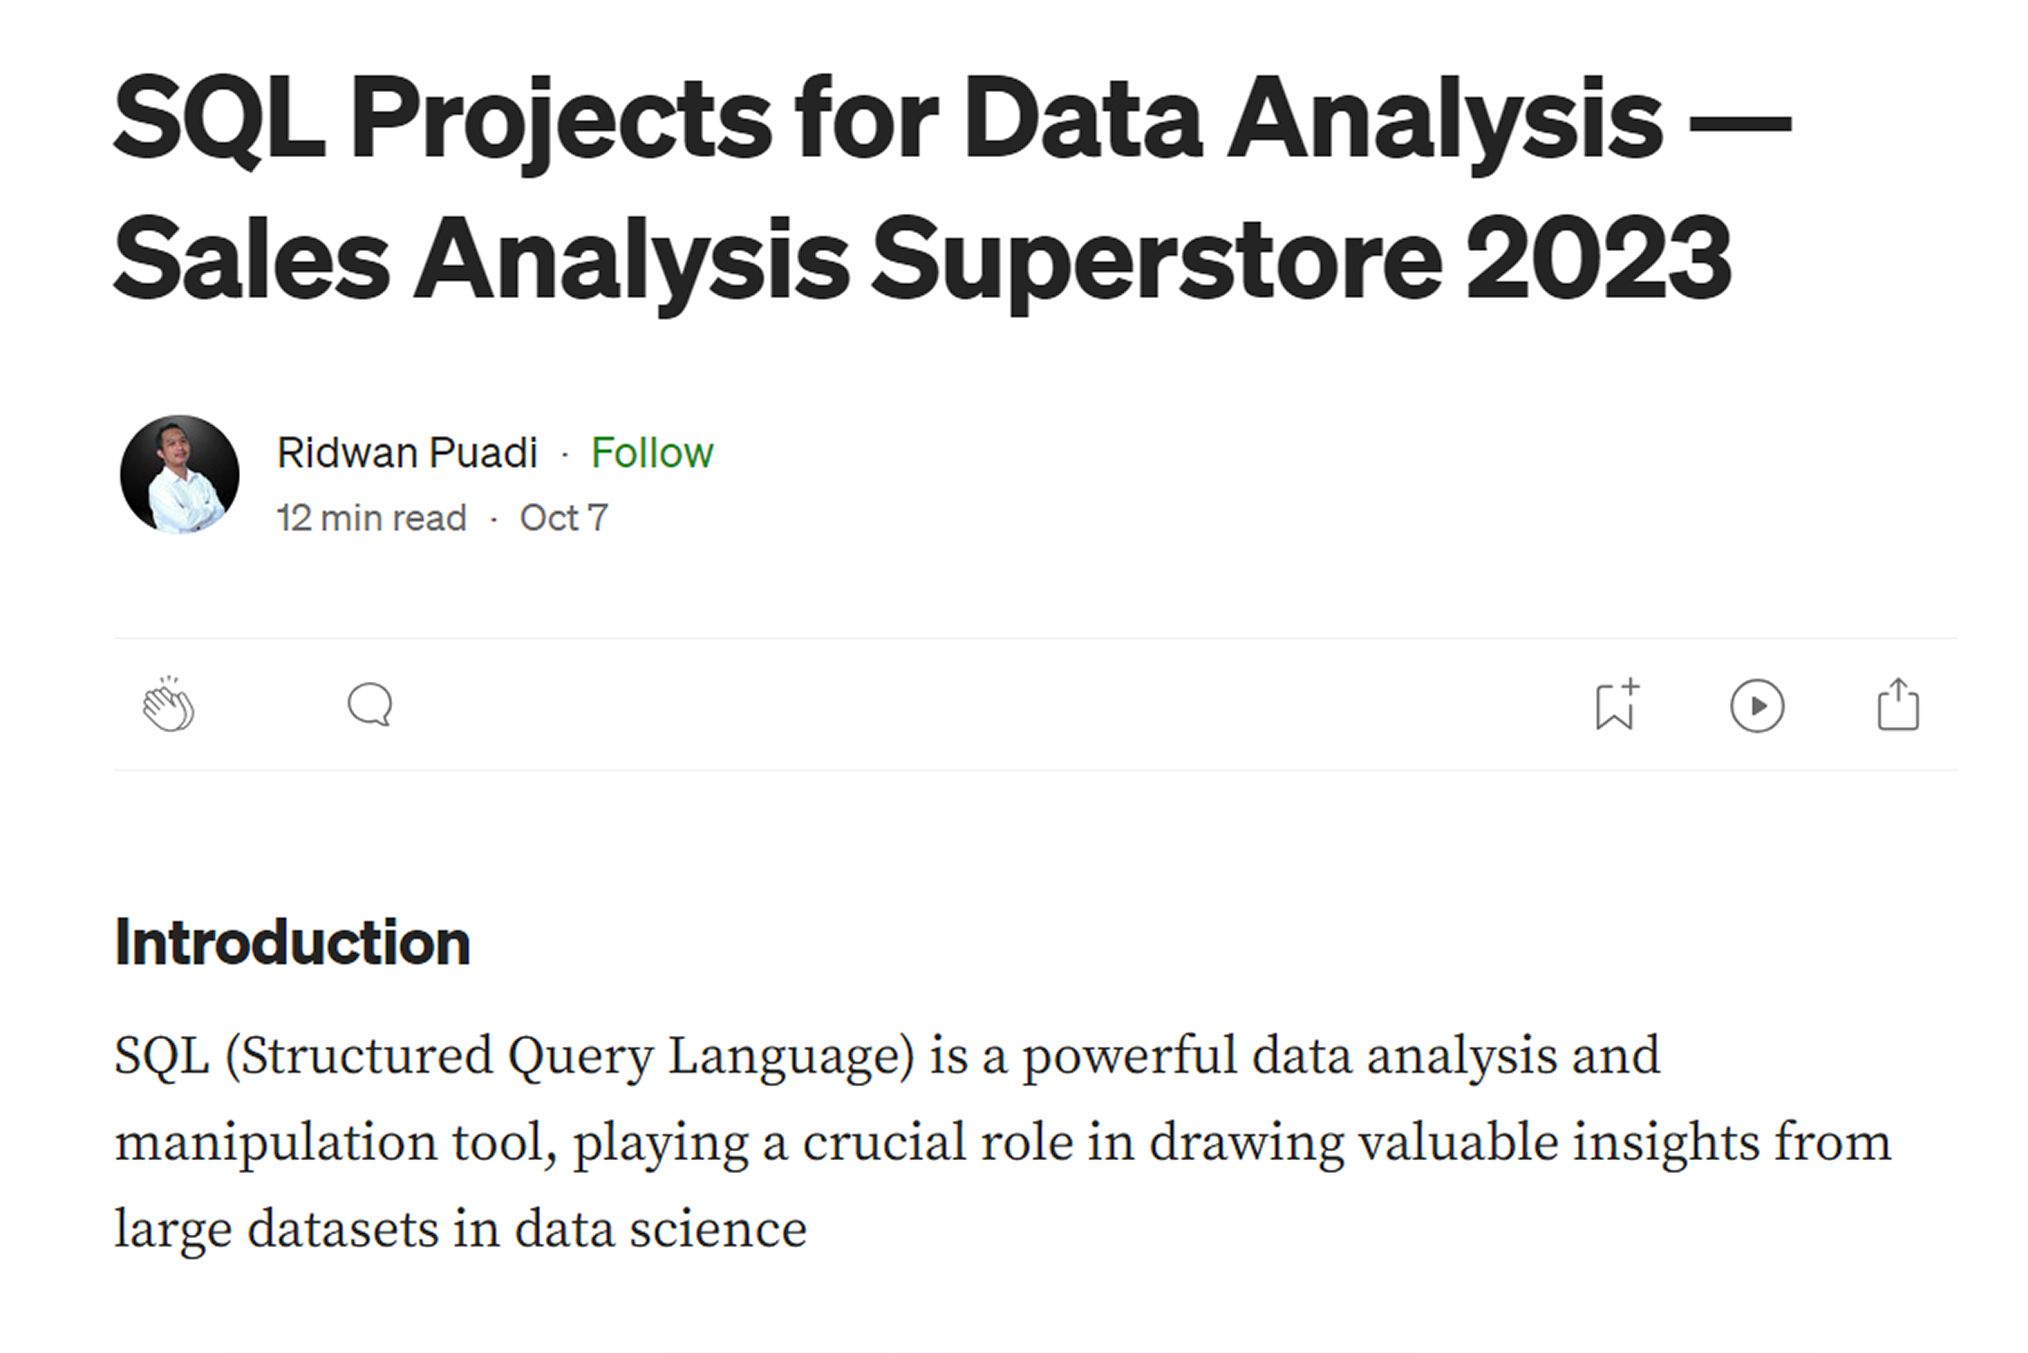 SQL Projects for Data Analysis —
Sales Analysis Superstore 2023
Ridwan Puadi · Follow
12 min read · Oct 7
Introduction
SQL (Structured Query Language) is a powerful data analysis and
manipulation tool, playing a crucial role in drawing valuable insights from
large datasets in data science